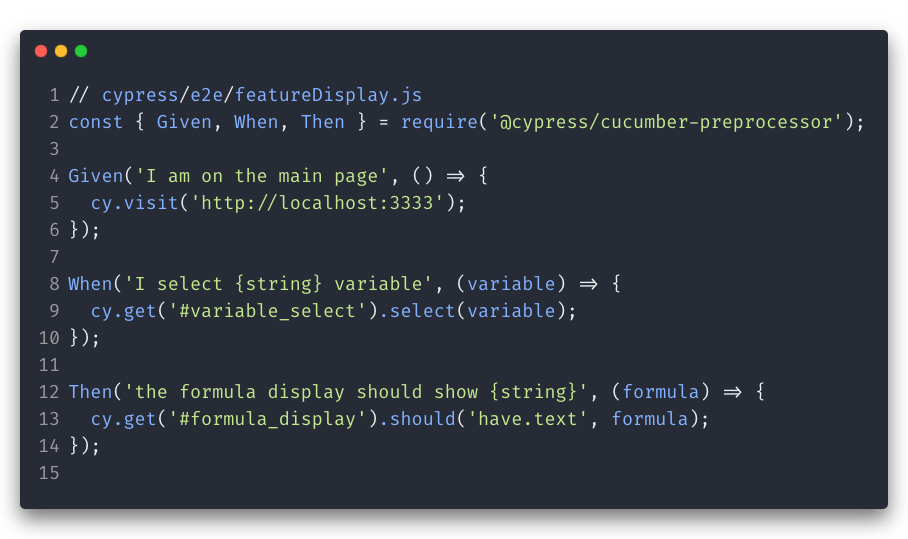 1 // cypress/e2e/featureDisplay.js
2 const { Given, When, Then } = require('@cypress/cucumber-preprocessor');
3
4 Given('I am on the main page', () => {
5   cy.visit('http://localhost:3333');
6 });
7
8 When('I select {string} variable', (variable) => {
9   cy.get('#variable_select').select(variable);
10 });
11
12 Then('the formula display should show {string}', (formula) => {
13   cy.get('#formula_display').should('have.text', formula);
14 });
15